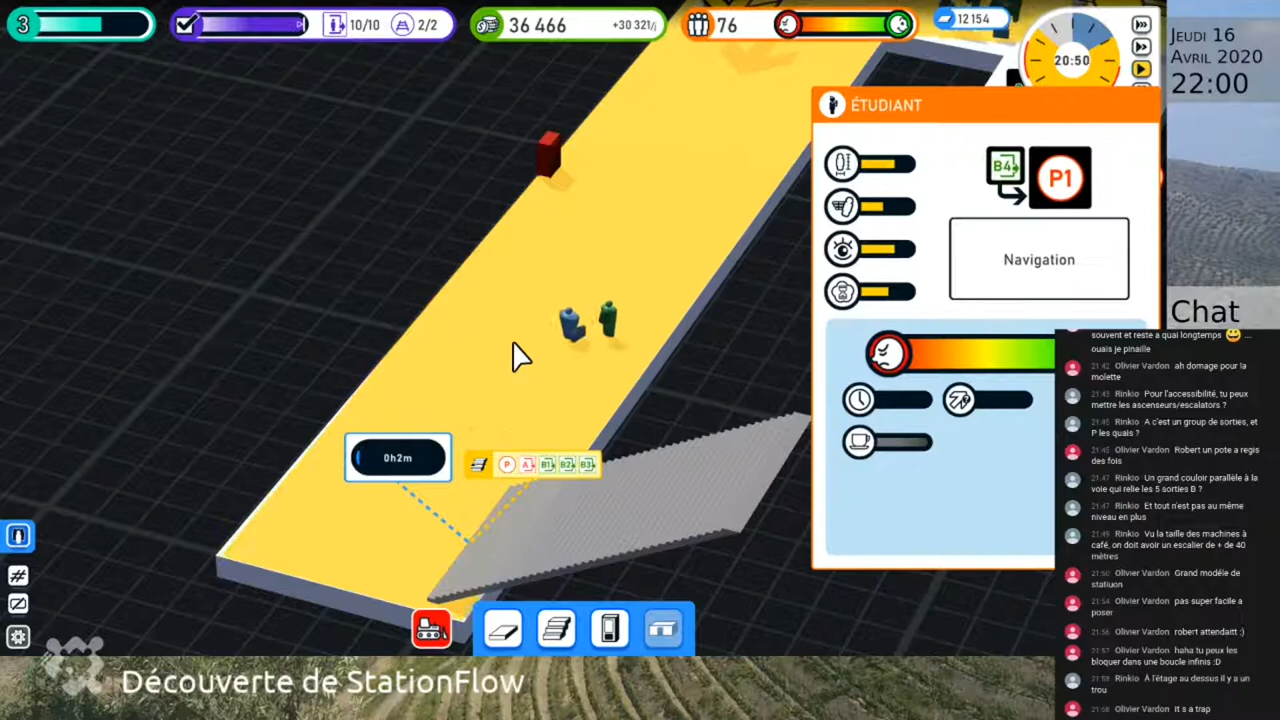 3
10/10
2/2
36 466
+30 321/j
76
12 154
20:50
JEUDI 16
AVRIL 2020
22:00
ÉTUDIANT
B4
P1
Navigation
0h2m
P A B1 B2 B3
Chat
souvent et reste a quai longtemps 😀 ...
ouais je pinaille
21:42 Olivier Vardon ah domage pour la
molette
21:43 Rinkio Pour l'accessibilité, tu peux
mettre les ascenseurs/escalators ?
21:45 Rinkio A c'est un group de sorties, et
P les quais ?
21:45 Olivier Vardon Robert un pote a regis
des fois
21:47 Rinkio Un grand couloir parallèle à la
voie qui relie les 5 sorties B ?
21:47 Rinkio Et tout n'est pas au même
niveau en plus
21:49 Rinkio Vu la taille des machines à
café, on doit avoir un escalier de + de 40
mètres
21:50 Olivier Vardon Grand modéle de
statiuon
21:54 Olivier Vardon pas super facile a
poser
21:56 Olivier Vardon robert attendaitt :)
21:57 Olivier Vardon haha tu peux les
bloquer dans une boucle infinis :D
21:58 Rinkio À l'étage au dessus il y a un
trou
21:58 Olivier Vardon It s a trap
Découverte de StationFlow